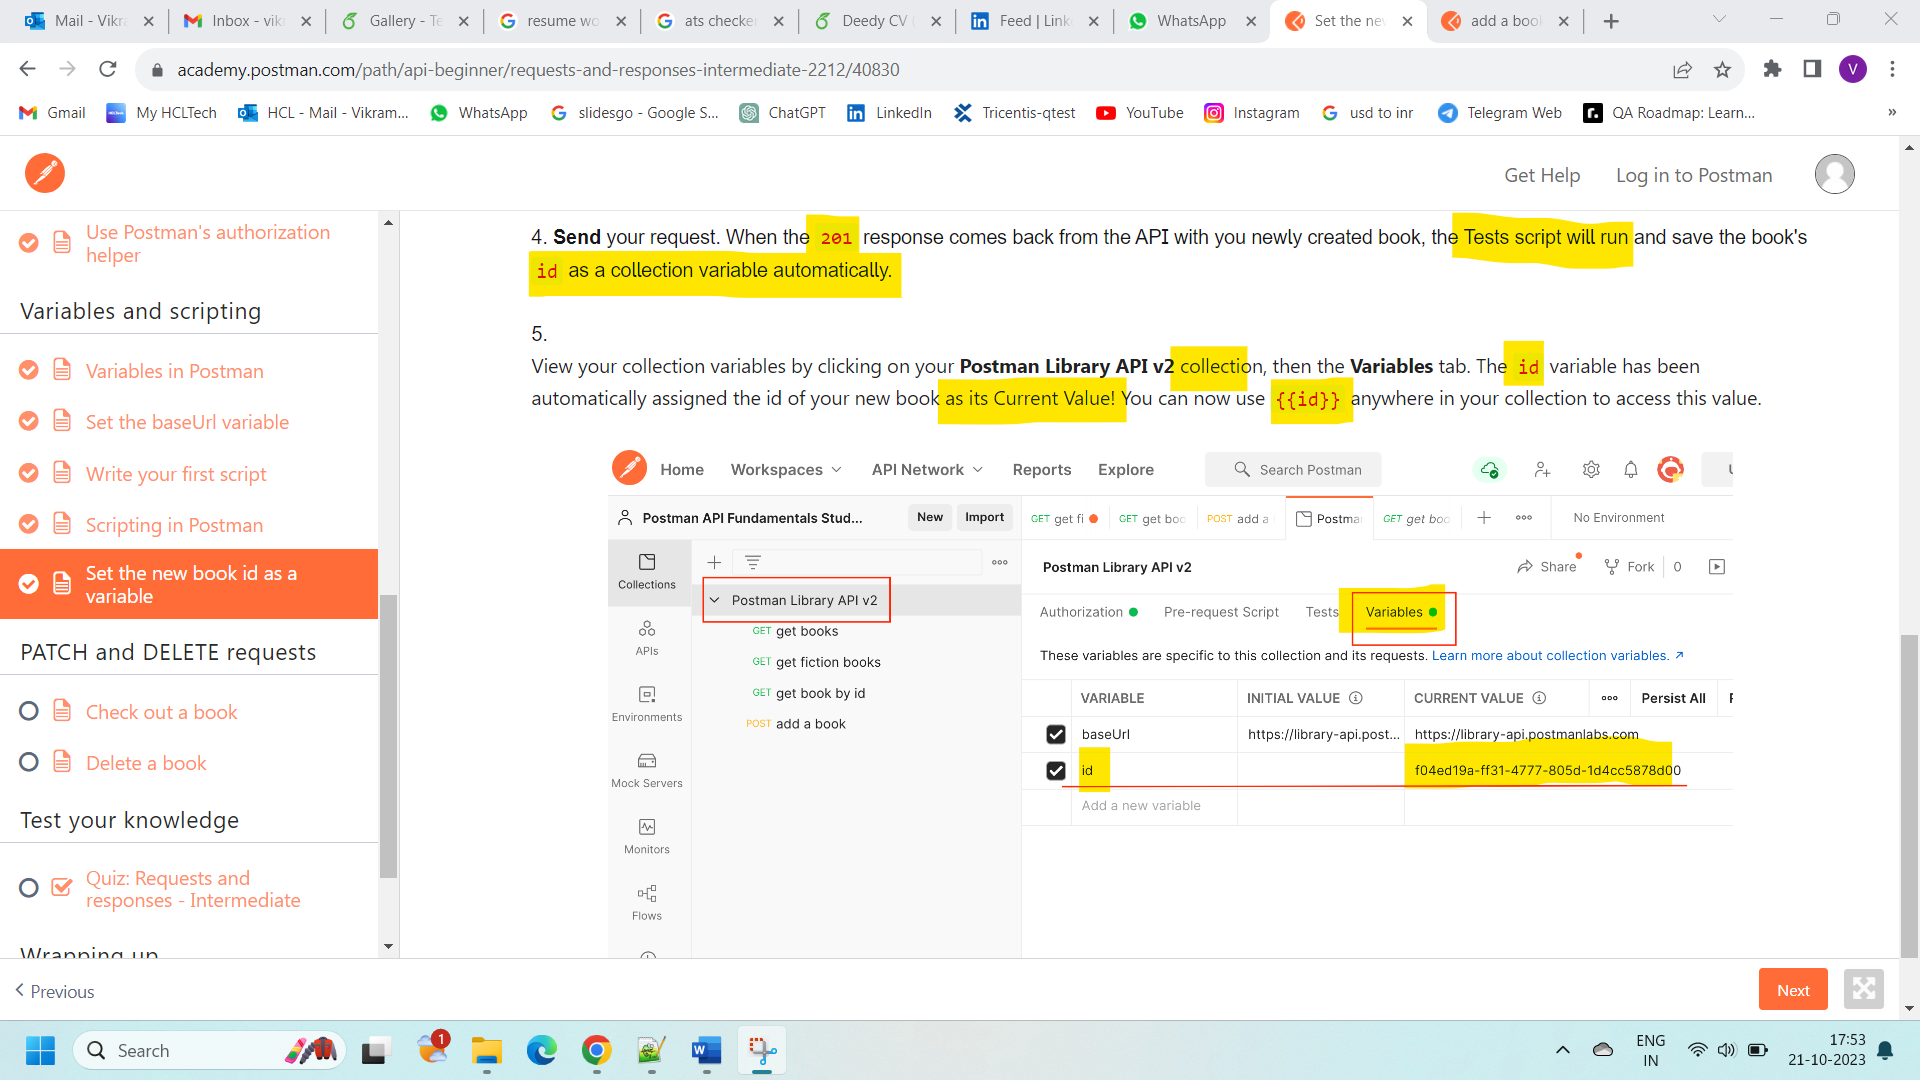 Mail - Vikra
Inbox - vik
Gallery - Te
resume wo
ats checke
Deedy CV (
Feed | Link
WhatsApp
Set the new
add a boo
academy.postman.com/path/api-beginner/requests-and-responses-intermediate-2212/40830
V
Gmail
My HCLTech
HCL - Mail - Vikram...
WhatsApp
slidesgo - Google S...
ChatGPT
LinkedIn
Tricentis-qtest
YouTube
Instagram
usd to inr
Telegram Web
QA Roadmap: Learn...
»
Get Help
Log in to Postman
Use Postman's authorization
helper
Variables and scripting
Variables in Postman
Set the baseUrl variable
Write your first script
Scripting in Postman
Set the new book id as a
variable
PATCH and DELETE requests
Check out a book
Delete a book
Test your knowledge
Quiz: Requests and
responses - Intermediate
Wrapping up
4. Send your request. When the 201 response comes back from the API with you newly created book, the Tests script will run and save the book's
id as a collection variable automatically.
5.
View your collection variables by clicking on your Postman Library API v2 collection, then the Variables tab. The id variable has been
automatically assigned the id of your new book as its Current Value! You can now use {{id}} anywhere in your collection to access this value.
Home
Workspaces
API Network
Reports
Explore
Search Postman
Postman API Fundamentals Stud...
New
Import
GET get fi
GET get boo
POST add a
Postma
GET get boo
No Environment
Collections
APIs
Environments
Mock Servers
Monitors
Flows
Postman Library API v2
GET get books
GET get fiction books
GET get book by id
POST add a book
Postman Library API v2
Share
Fork
0
Authorization
Pre-request Script
Tests
Variables
These variables are specific to this collection and its requests. Learn more about collection variables. ↗
VARIABLE
INITIAL VALUE
CURRENT VALUE
Persist All
baseUrl
https://library-api.post...
https://library-api.postmanlabs.com
id
f04ed19a-ff31-4777-805d-1d4cc5878d00
Add a new variable
Previous
Next
Search
1
ENG
IN
17:53
21-10-2023